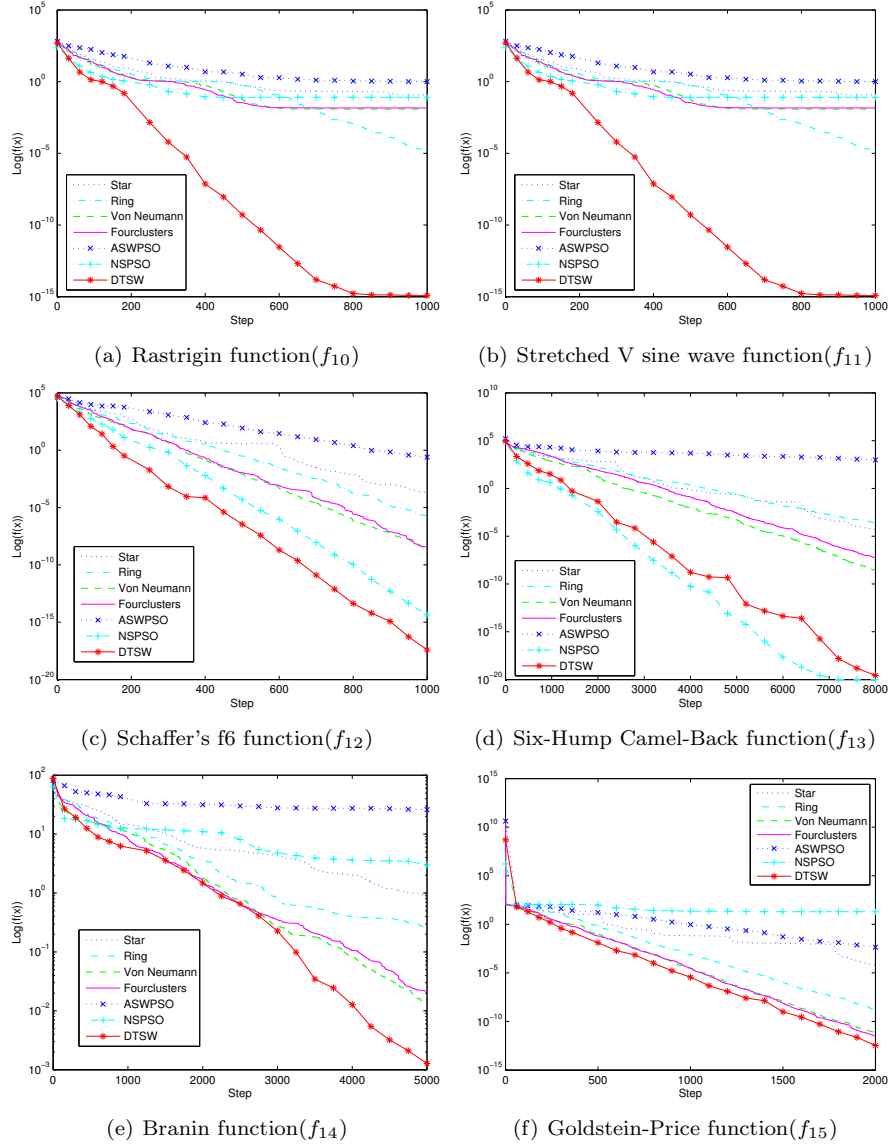 10^5
10^0
10^-5
10^-10
10^-15
Log(f(x))
Star
Ring
Von Neumann
Fourclusters
ASWPSO
NSPSO
DTSW
0 200 400 600 800 1000
Step
(a) Rastrigin function(f_10)
10^5
10^0
10^-5
10^-10
10^-15
Log(f(x))
Star
Ring
Von Neumann
Fourclusters
ASWPSO
NSPSO
DTSW
0 200 400 600 800 1000
Step
(b) Stretched V sine wave function(f_11)
10^5
10^0
10^-5
10^-10
10^-15
10^-20
Log(f(x))
Star
Ring
Von Neumann
Fourclusters
ASWPSO
NSPSO
DTSW
0 200 400 600 800 1000
Step
(c) Schaffer's f6 function(f_12)
10^10
10^5
10^0
10^-5
10^-10
10^-15
10^-20
Log(f(x))
Star
Ring
Von Neumann
Fourclusters
ASWPSO
NSPSO
DTSW
0 1000 2000 3000 4000 5000 6000 7000 8000
Step
(d) Six-Hump Camel-Back function(f_13)
10^2
10^1
10^0
10^-1
10^-2
10^-3
Log(f(x))
Star
Ring
Von Neumann
Fourclusters
ASWPSO
NSPSO
DTSW
0 1000 2000 3000 4000 5000
Step
(e) Branin function(f_14)
10^15
10^10
10^5
10^0
10^-5
10^-10
10^-15
Log(f(x))
Star
Ring
Von Neumann
Fourclusters
ASWPSO
NSPSO
DTSW
0 500 1000 1500 2000
Step
(f) Goldstein-Price function(f_15)